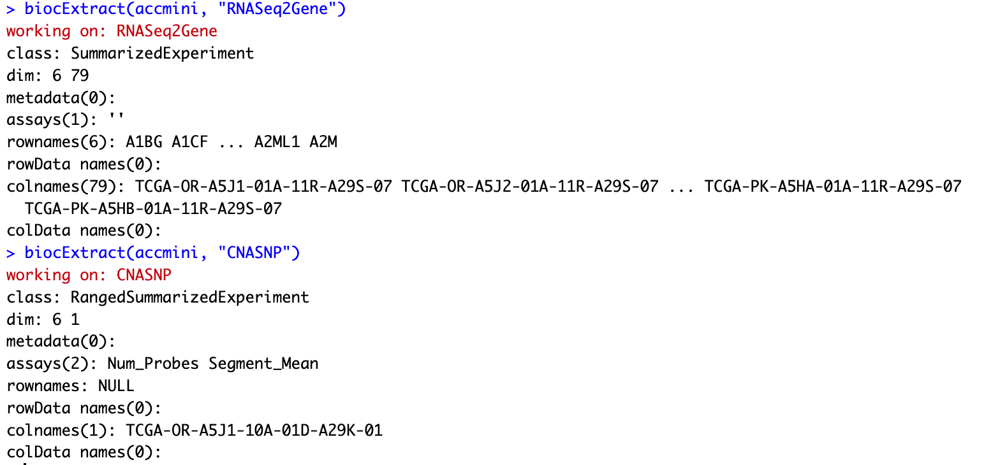 > biocExtract(accmini, "RNASeq2Gene")
working on: RNASeq2Gene
class: SummarizedExperiment
dim: 6 79
metadata(0):
assays(1): ''
rownames(6): A1BG A1CF ... A2ML1 A2M
rowData names(0):
colnames(79): TCGA-OR-A5J1-01A-11R-A29S-07 TCGA-OR-A5J2-01A-11R-A29S-07 ... TCGA-PK-A5HA-01A-11R-A29S-07
  TCGA-PK-A5HB-01A-11R-A29S-07
colData names(0):
> biocExtract(accmini, "CNASNP")
working on: CNASNP
class: RangedSummarizedExperiment
dim: 6 1
metadata(0):
assays(2): Num_Probes Segment_Mean
rownames: NULL
rowData names(0):
colnames(1): TCGA-OR-A5J1-10A-01D-A29K-01
colData names(0):